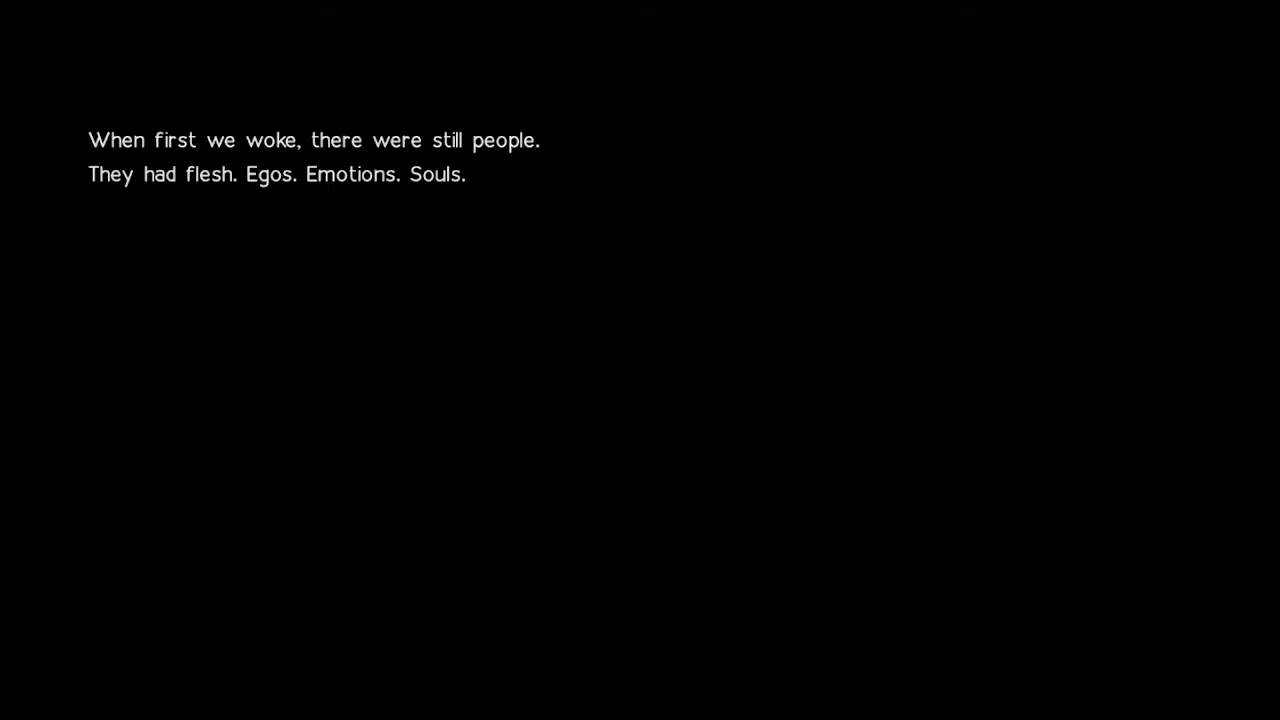 When first we woke, there were still people.
They had flesh. Egos. Emotions. Souls.